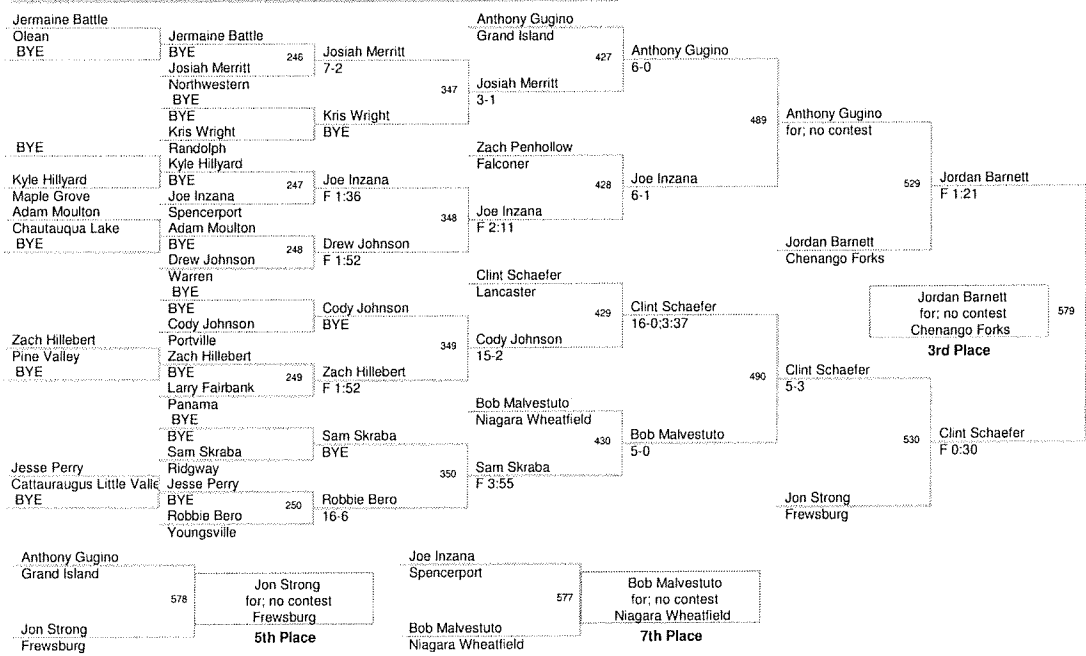 Jermaine Battle
Olean
BYE
BYE
Kyle Hillyard
Maple Grove
Adam Moulton
Chautauqua Lake
BYE
Zach Hillebert
Pine Valley
BYE
Jesse Perry
Cattauraugus Little Valle
BYE
Jermaine Battle
BYE
246
Josiah Merritt
Northwestern
BYE
BYE
Kris Wright
Randolph
Kyle Hillyard
BYE
247
Joe Inzana
Spencerport
Adam Moulton
BYE
248
Drew Johnson
Warren
BYE
BYE
Cody Johnson
Portville
Zach Hillebert
BYE
249
Larry Fairbank
Panama
BYE
BYE
Sam Skraba
Ridgway
Jesse Perry
BYE
250
Robbie Bero
Youngsville
Josiah Merritt
7-2
347
Kris Wright
BYE
Joe Inzana
F 1:36
348
Drew Johnson
F 1:52
Cody Johnson
BYE
349
Zach Hillebert
F 1:52
Sam Skraba
BYE
350
Robbie Bero
16-6
Anthony Gugino
Grand Island
427
Josiah Merritt
3-1
Zach Penhollow
Falconer
428
Joe Inzana
F 2:11
Clint Schaefer
Lancaster
429
Cody Johnson
15-2
Bob Malvestuto
Niagara Wheatfield
430
Sam Skraba
F 3:55
Anthony Gugino
6-0
489
Joe Inzana
6-1
Clint Schaefer
16-0;3:37
490
Bob Malvestuto
5-0
Anthony Gugino
for; no contest
529
Jordan Barnett
Chenango Forks
Clint Schaefer
5-3
530
Jon Strong
Frewsburg
Jordan Barnett
F 1:21
Jordan Barnett
for; no contest
Chenango Forks
579
3rd Place
Clint Schaefer
F 0:30
Anthony Gugino
Grand Island
578
Jon Strong
Frewsburg
Jon Strong
for; no contest
Frewsburg
5th Place
Joe Inzana
Spencerport
577
Bob Malvestuto
Niagara Wheatfield
Bob Malvestuto
for; no contest
Niagara Wheatfield
7th Place